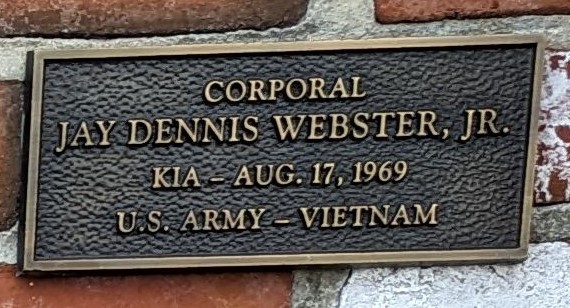 CORPORAL
JAY DENNIS WEBSTER, JR.
KIA – AUG. 17, 1969
U.S. ARMY – VIETNAM